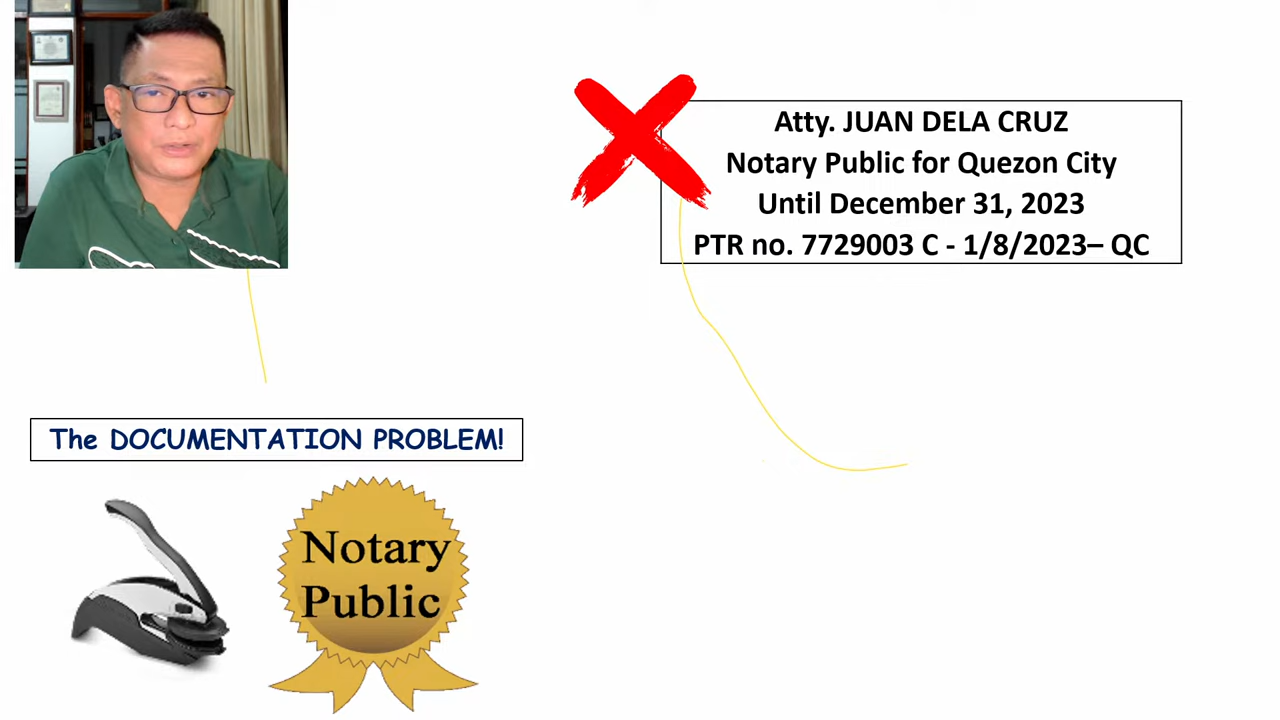 Atty. JUAN DELA CRUZ
Notary Public for Quezon City
Until December 31, 2023
PTR no. 7729003 C - 1/8/2023– QC
The DOCUMENTATION PROBLEM!
Notary
Public